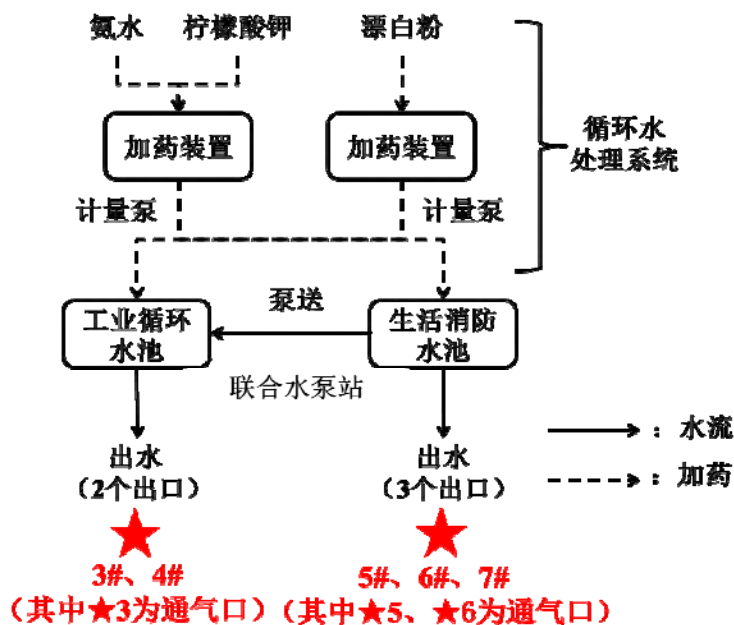 氨水 柠檬酸钾 漂白粉
加药装置 加药装置
循环水
处理系统
计量泵 计量泵
工业循环
水池
泵送
生活消防
水池
联合水泵站
出水
（2个出口）
出水
（3个出口）
：水流
：加药
3#、4#
（其中★3为通气口）
5#、6#、7#
（其中★5、★6为通气口）